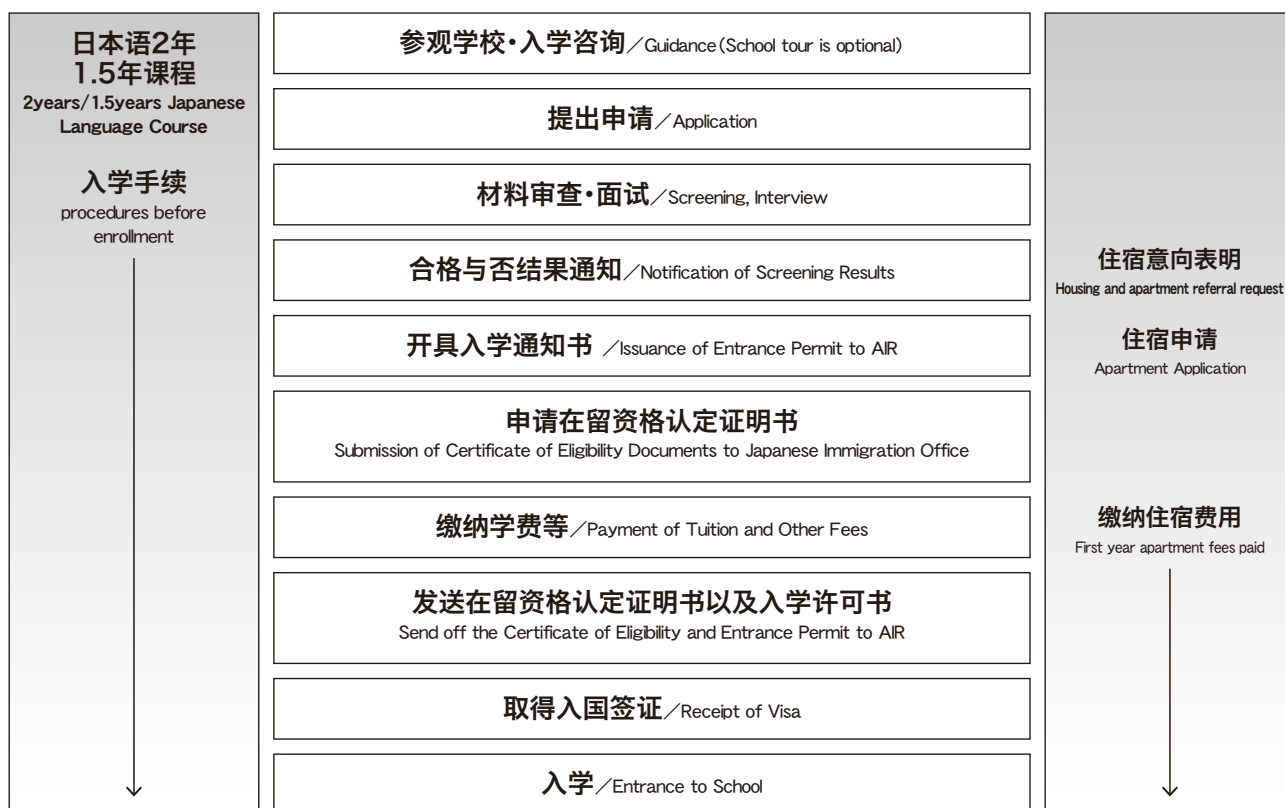 日本语2年
1.5年课程
2years/1.5years Japanese
Language Course
入学手续
procedures before
enrollment
参观学校・入学咨询／Guidance（School tour is optional）
提出申请／Application
材料审查・面试／Screening, Interview
合格与否结果通知／Notification of Screening Results
开具入学通知书 ／Issuance of Entrance Permit to AIR
申请在留资格认定证明书
Submission of Certificate of Eligibility Documents to Japanese Immigration Office
缴纳学费等／Payment of Tuition and Other Fees
发送在留资格认定证明书以及入学许可书
Send off the Certificate of Eligibility and Entrance Permit to AIR
取得入国签证／Receipt of Visa
入学／Entrance to School
住宿意向表明
Housing and apartment referral request
住宿申请
Apartment Application
缴纳住宿费用
First year apartment fees paid